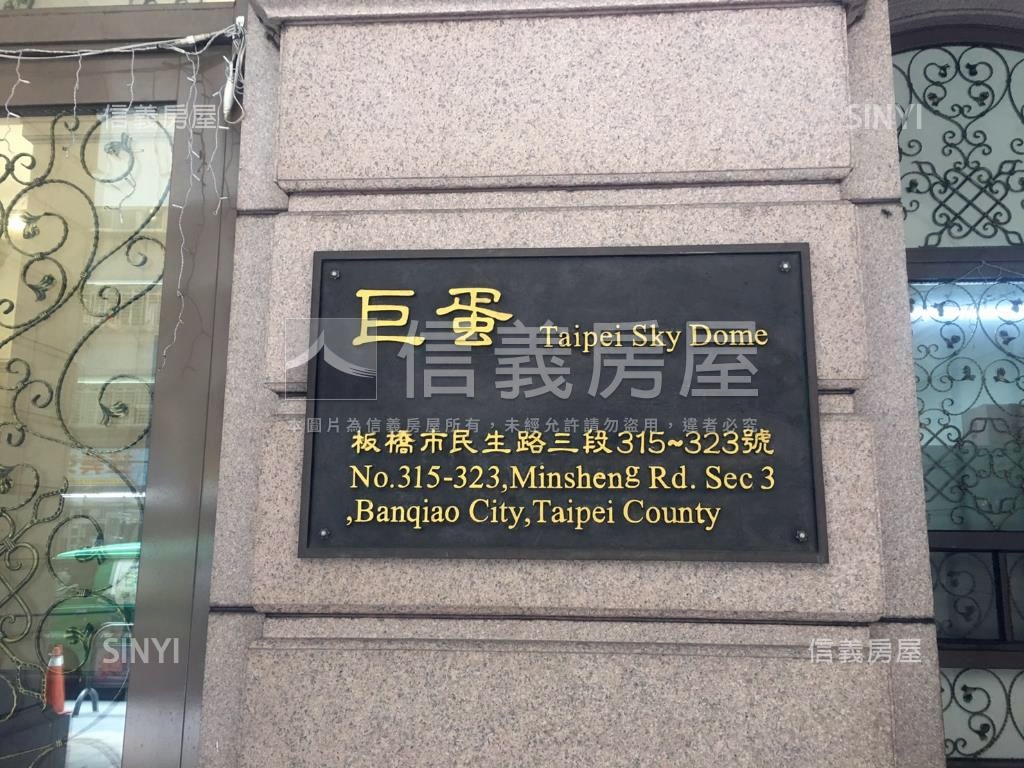 信義房屋
SINYI
巨蛋 Taipei Sky Dome
信義房屋
本圖片為信義房屋所有，未經允許請勿盜用，違者必究
板橋市民生路三段315~323號
No.315-323,Minsheng Rd. Sec 3
,Banqiao City,Taipei County
SINYI
信義房屋